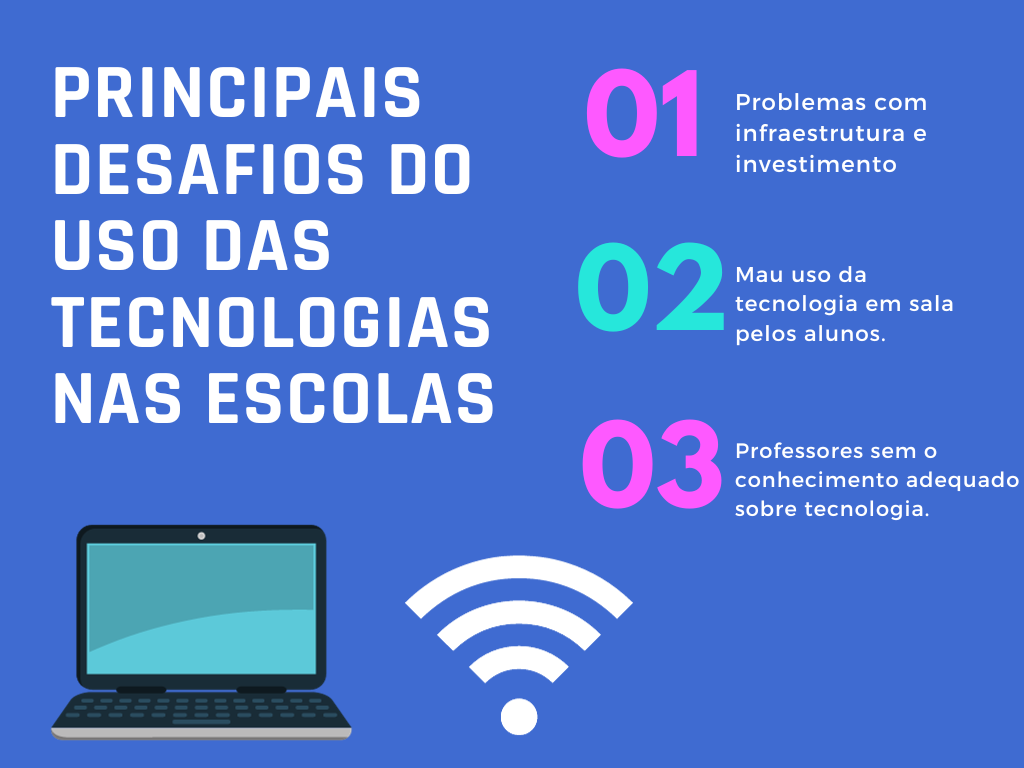 PRINCIPAIS
DESAFIOS DO
USO DAS
TECNOLOGIAS
NAS ESCOLAS
01
Problemas com
infraestrutura e
investimento
02
Mau uso da
tecnologia em sala
pelos alunos.
03
Professores sem o
conhecimento adequado
sobre tecnologia.